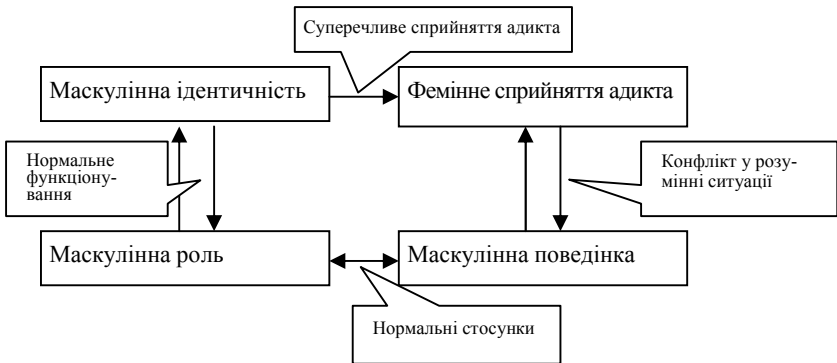 Суперечливе сприйняття адикта
Маскулінна ідентичність
Фемінне сприйняття адикта
Нормальне
функціону-
вання
Конфлікт у розу-
мінні ситуації
Маскулінна роль
Маскулінна поведінка
Нормальні стосунки